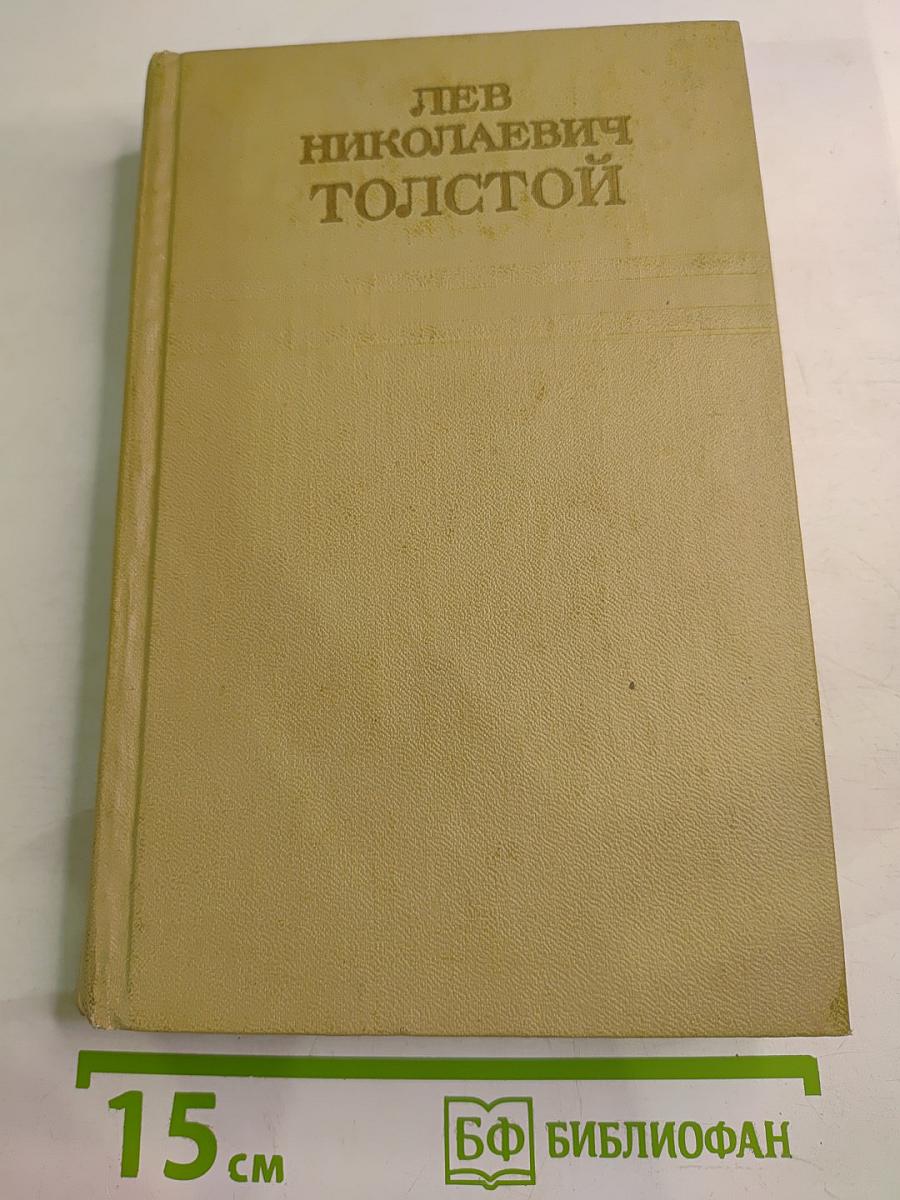 ЛЕВ
НИКОЛАЕВИЧ
ТОЛСТОЙ
15 см
БФ БИБЛИОФАН